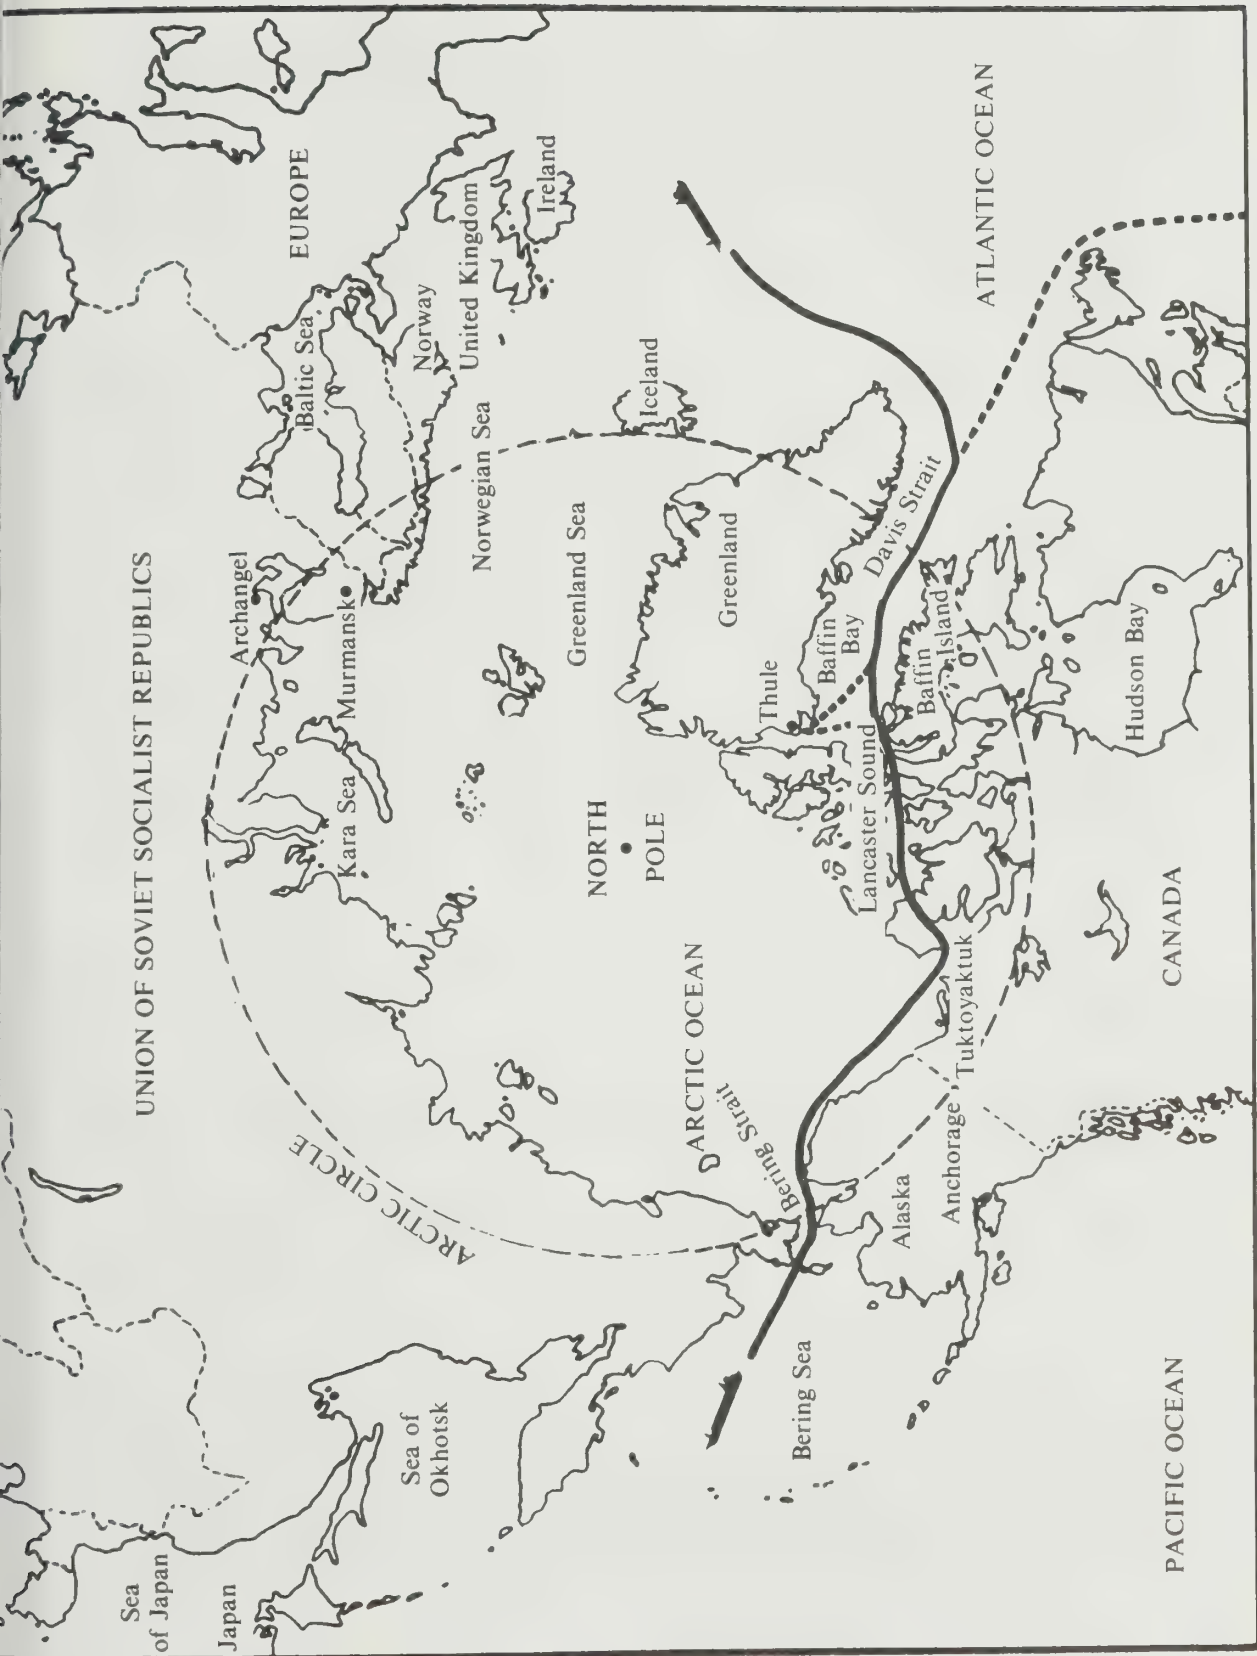 UNION OF SOVIET SOCIALIST REPUBLICS
EUROPE
Archangel
Murmansk
Kara Sea
Baltic Sea
Norway
United Kingdom
Ireland
Norwegian Sea
Greenland Sea
Iceland
Greenland
ATLANTIC OCEAN
ARCTIC CIRCLE
NORTH
POLE
ARCTIC OCEAN
Thule
Baffin
Bay
Davis Strait
Baffin
Island
Lancaster Sound
Hudson Bay
CANADA
Tuktoyaktuk
Anchorage
Alaska
Bering Strait
Bering Sea
Sea of
Okhotsk
Sea
of Japan
Japan
PACIFIC OCEAN